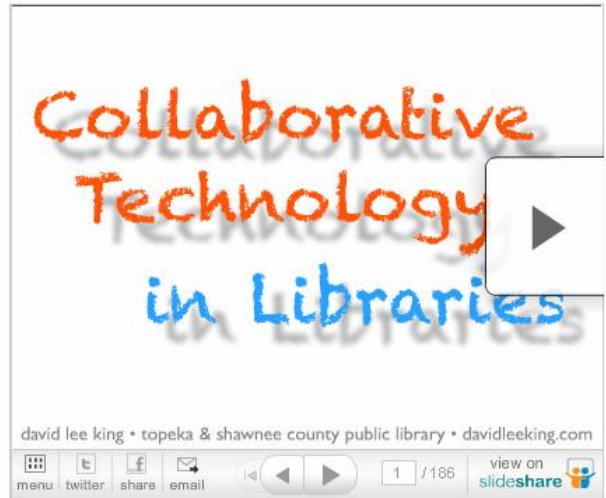 Collaborative
Technology
in Libraries
david lee king • topeka & shawnee county public library • davidleeking.com
menu twitter share email 1 / 186 view on
slideshare